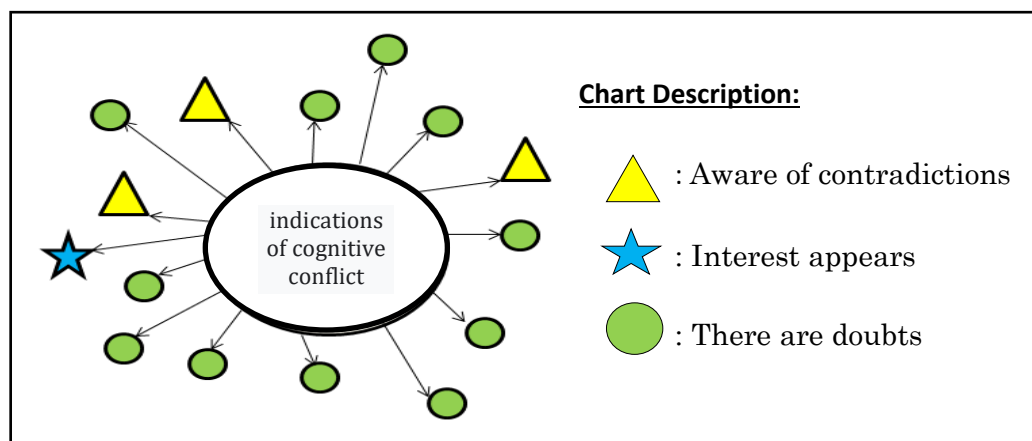 indications
of cognitive
conflict
Chart Description:
: Aware of contradictions
: Interest appears
: There are doubts